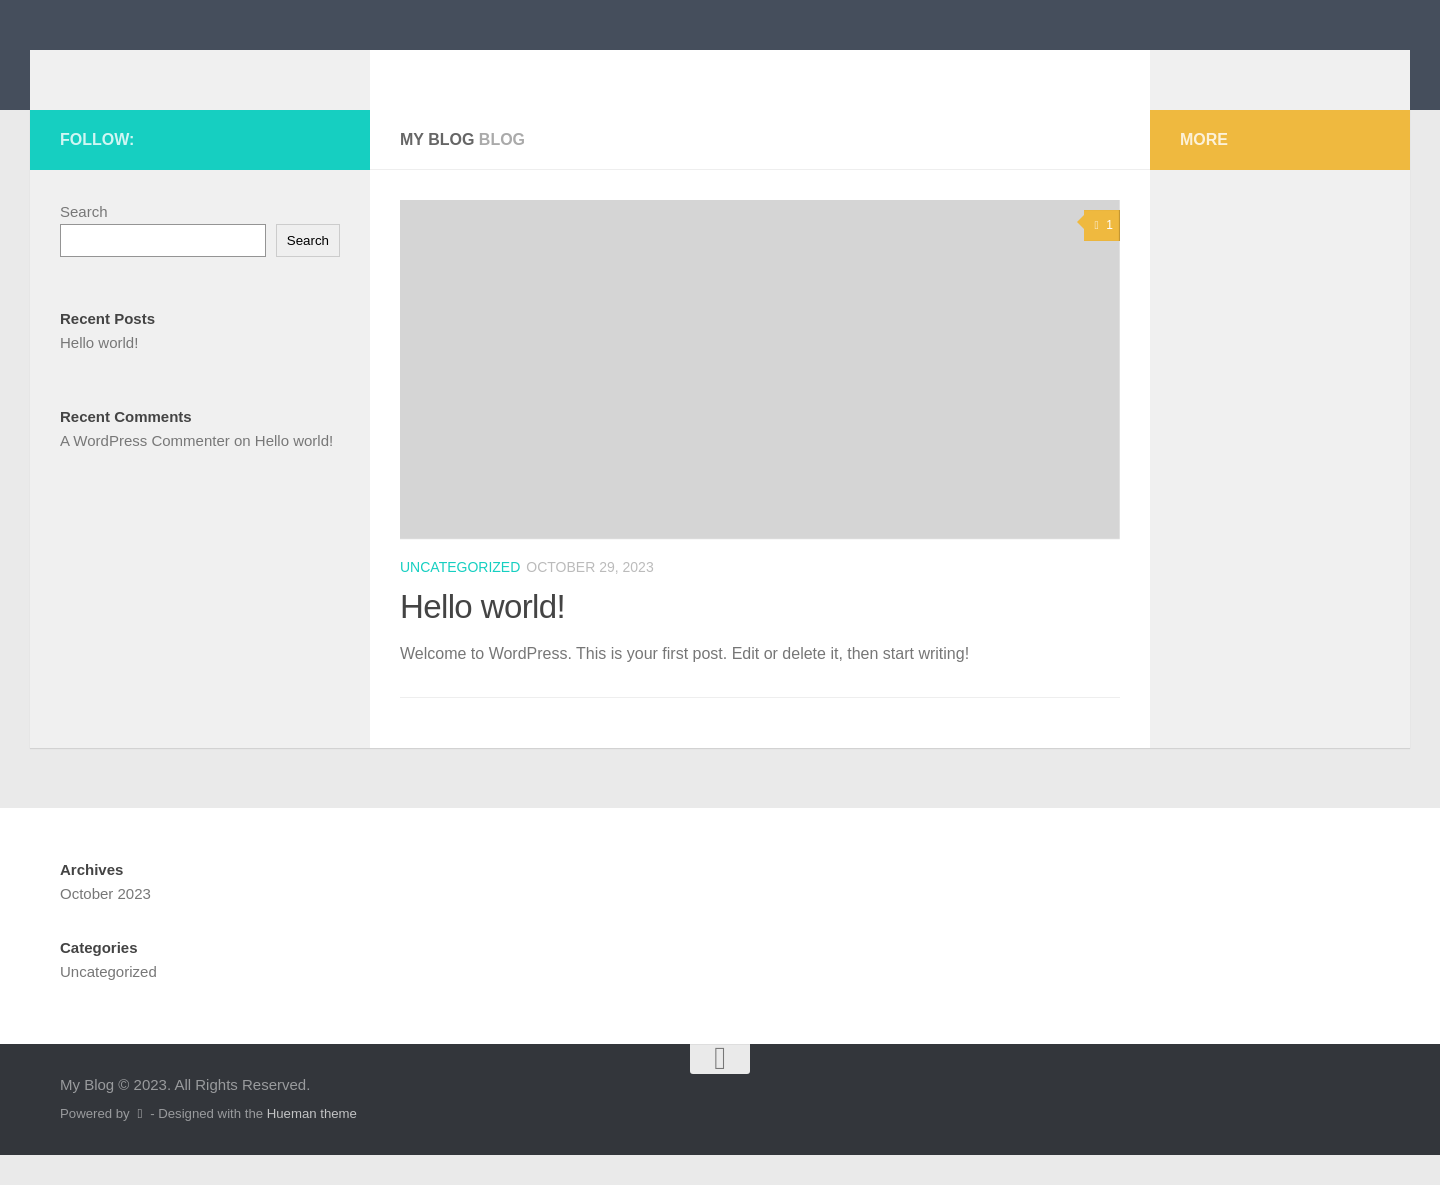 FOLLOW:
MY BLOG BLOG
MORE
Search
Search
Recent Posts
Hello world!
Recent Comments
A WordPress Commenter on Hello world!
1
UNCATEGORIZED OCTOBER 29, 2023
Hello world!
Welcome to WordPress. This is your first post. Edit or delete it, then start writing!
Archives
October 2023
Categories
Uncategorized
My Blog © 2023. All Rights Reserved.
Powered by - Designed with the Hueman theme